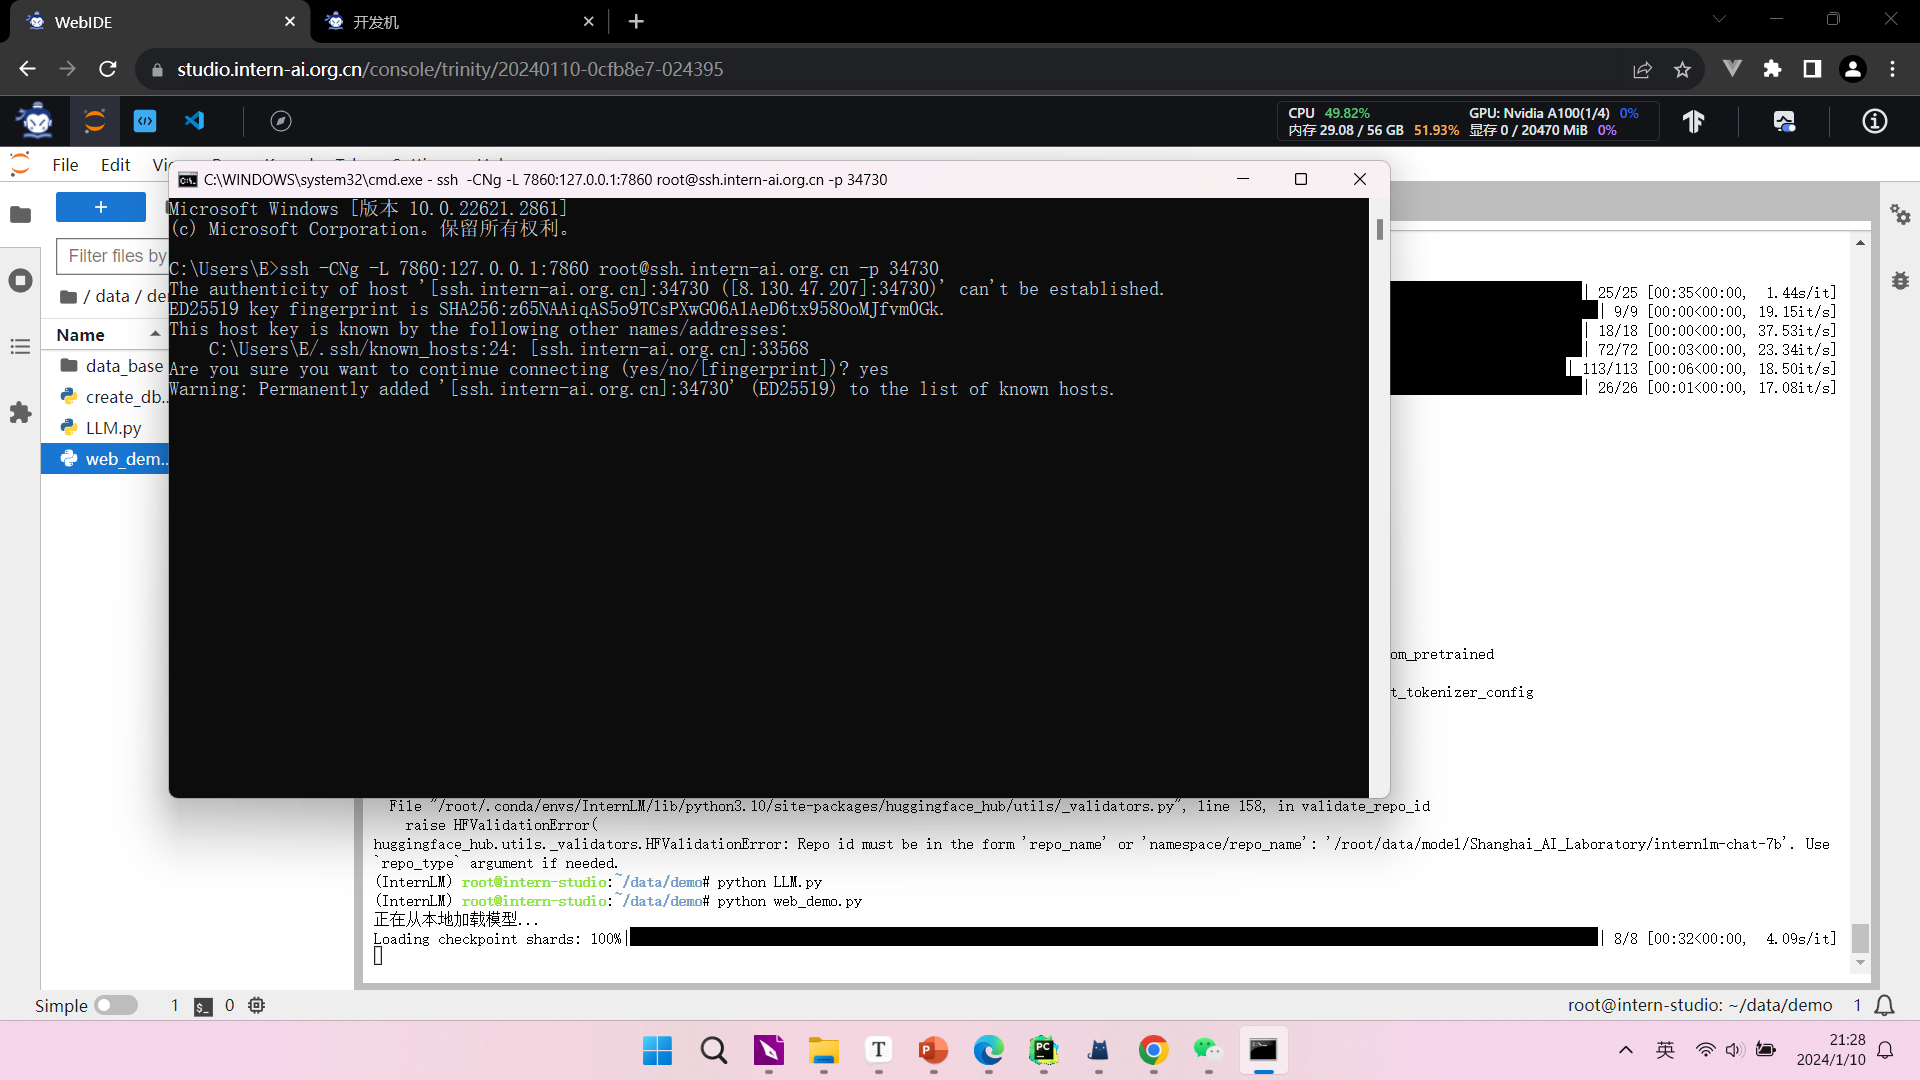 WebIDE
开发机
studio.intern-ai.org.cn/console/trinity/20240110-0cfb8e7-024395
CPU 49.82% GPU: Nvidia A100(1/4) 0%
内存 29.08 / 56 GB 51.93% 显存 0 / 20470 MiB 0%
File Edit
C:\WINDOWS\system32\cmd.exe - ssh -CNg -L 7860:127.0.0.1:7860 root@ssh.intern-ai.org.cn -p 34730
Microsoft Windows [版本 10.0.22621.2861]
(c) Microsoft Corporation。保留所有权利。
C:\Users\E>ssh -CNg -L 7860:127.0.0.1:7860 root@ssh.intern-ai.org.cn -p 34730
The authenticity of host '[ssh.intern-ai.org.cn]:34730 ([8.130.47.207]:34730)' can't be established.
ED25519 key fingerprint is SHA256:z65NAAiqAS5o9TCsPXwGO6AlAeD6tx958OoMJfvm0Gk.
This host key is known by the following other names/addresses:
C:\Users\E/.ssh/known_hosts:24: [ssh.intern-ai.org.cn]:33568
Are you sure you want to continue connecting (yes/no/[fingerprint])? yes
Warning: Permanently added '[ssh.intern-ai.org.cn]:34730' (ED25519) to the list of known hosts.
Filter files by
/ data / de
Name
data_base
create_db...
LLM.py
web_dem...
| 25/25 [00:35<00:00, 1.44s/it]
| 9/9 [00:00<00:00, 19.15it/s]
| 18/18 [00:00<00:00, 37.53it/s]
| 72/72 [00:03<00:00, 23.34it/s]
| 113/113 [00:06<00:00, 18.50it/s]
| 26/26 [00:01<00:00, 17.08it/s]
om_pretrained
t_tokenizer_config
File "/root/.conda/envs/InternLM/lib/python3.10/site-packages/huggingface_hub/utils/_validators.py", line 158, in validate_repo_id
raise HFValidationError(
huggingface_hub.utils._validators.HFValidationError: Repo id must be in the form 'repo_name' or 'namespace/repo_name': '/root/data/model/Shanghai_AI_Laboratory/internlm-chat-7b'. Use
`repo_type` argument if needed.
(InternLM) root@intern-studio:~/data/demo# python LLM.py
(InternLM) root@intern-studio:~/data/demo# python web_demo.py
正在从本地加载模型...
Loading checkpoint shards: 100%| | 8/8 [00:32<00:00, 4.09s/it]
Simple 1 0 root@intern-studio: ~/data/demo 1
英
21:28
2024/1/10